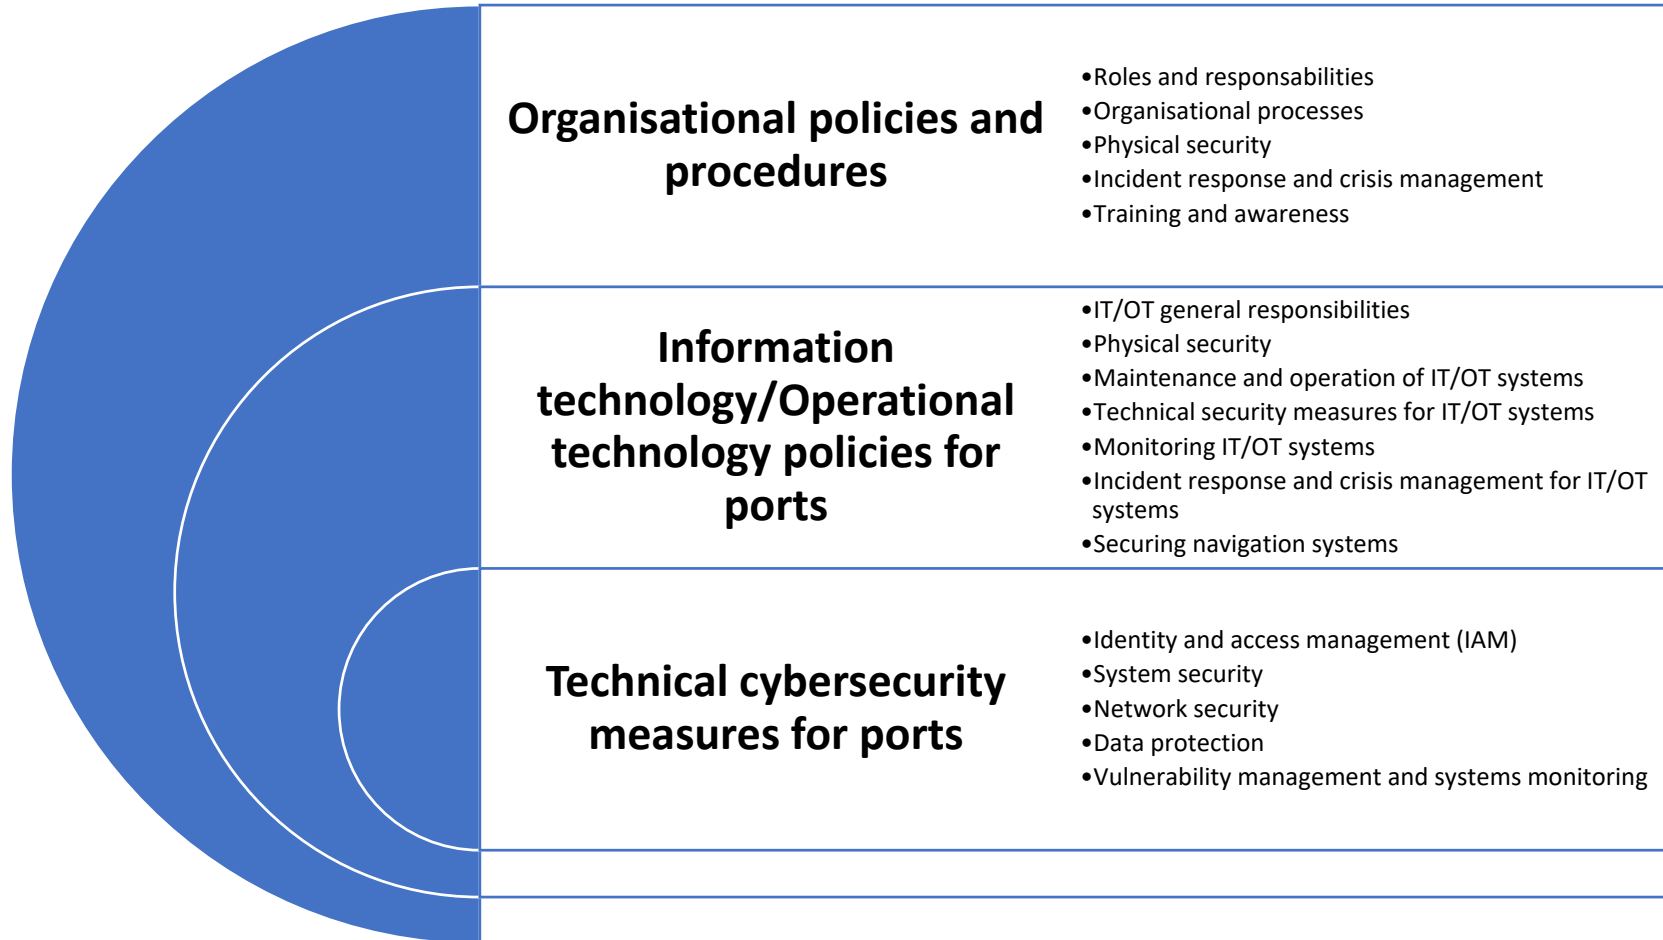 Organisational policies and
procedures
•Roles and responsabilities
•Organisational processes
•Physical security
•Incident response and crisis management
•Training and awareness
Information
technology/Operational
technology policies for
ports
•IT/OT general responsibilities
•Physical security
•Maintenance and operation of IT/OT systems
•Technical security measures for IT/OT systems
•Monitoring IT/OT systems
•Incident response and crisis management for IT/OT
systems
•Securing navigation systems
Technical cybersecurity
measures for ports
•Identity and access management (IAM)
•System security
•Network security
•Data protection
•Vulnerability management and systems monitoring